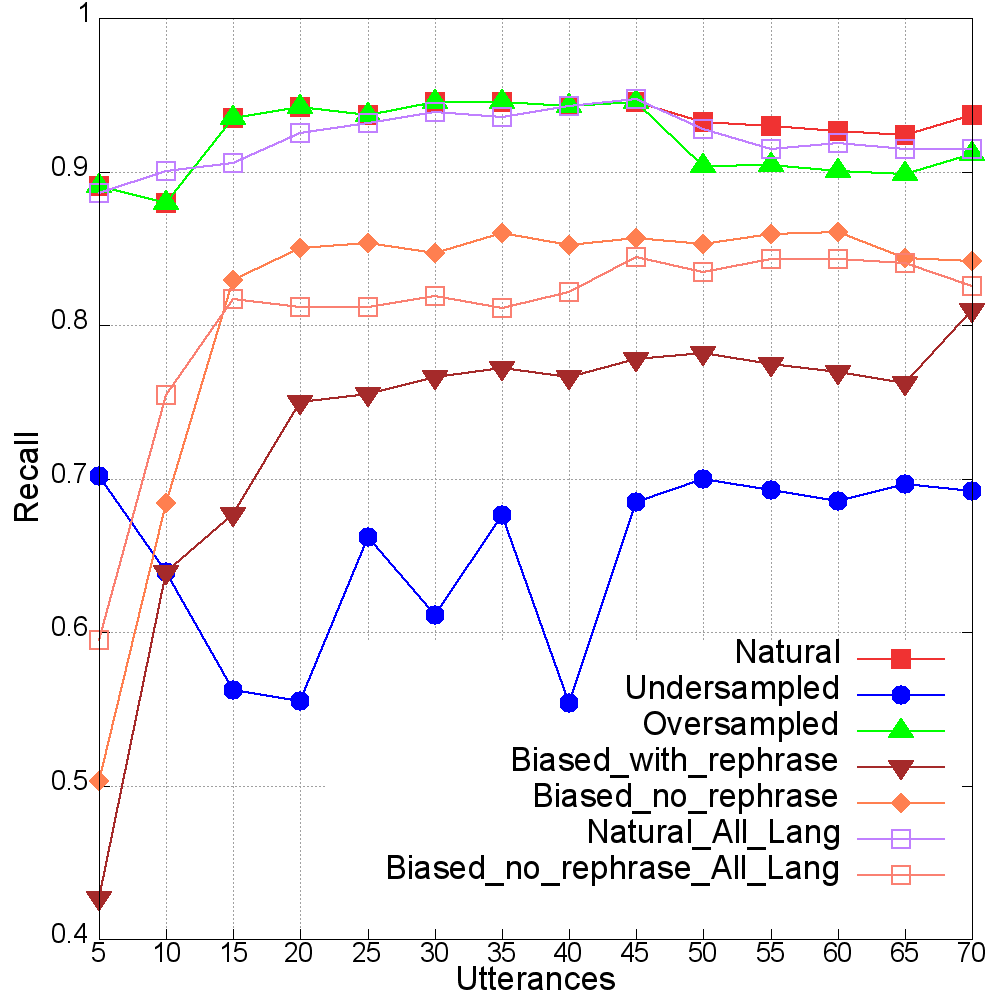 1
0.9
0.8
0.7
0.6
0.5
0.4
Recall
Natural
Undersampled
Oversampled
Biased_with_rephrase
Biased_no_rephrase
Natural_All_Lang
Biased_no_rephrase_All_Lang
5 10 15 20 25 30 35 40 45 50 55 60 65 70
Utterances